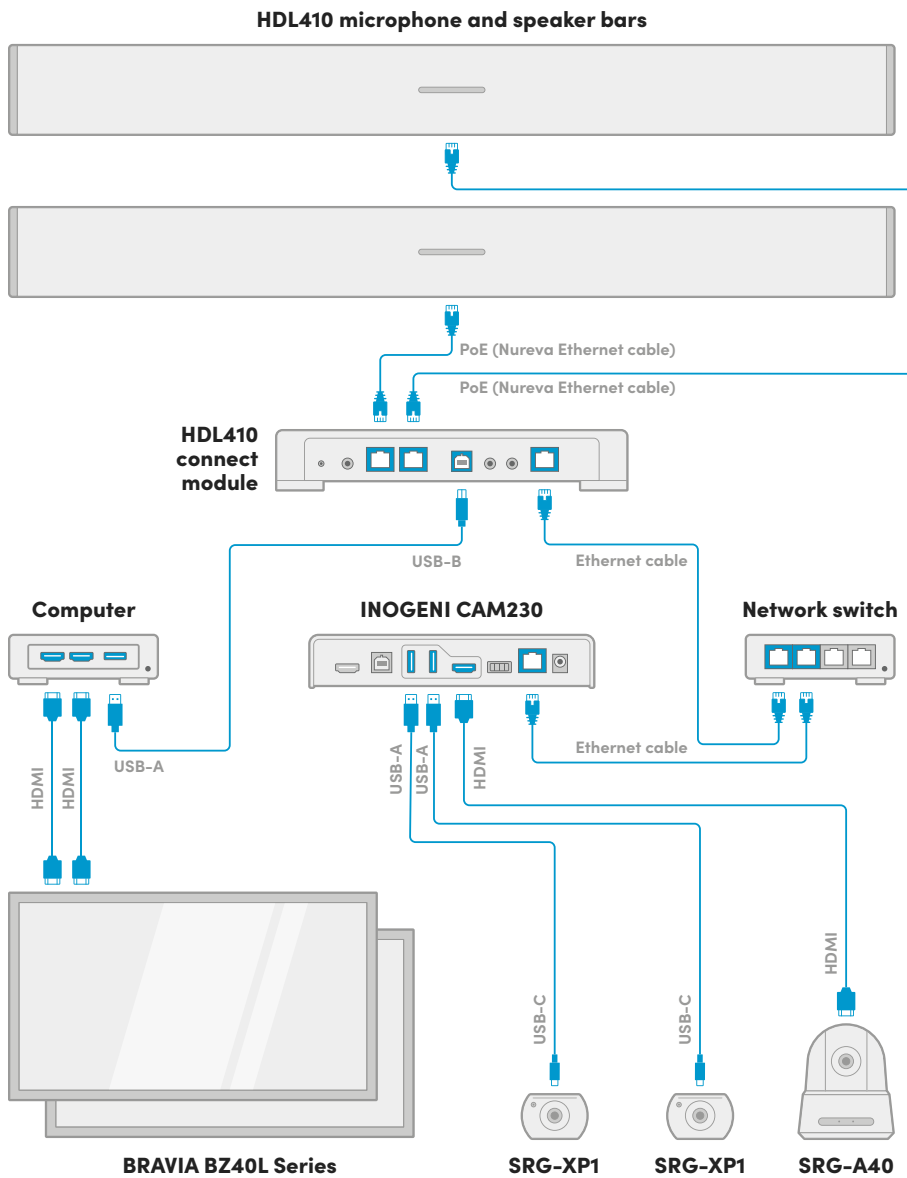 HDL410 microphone and speaker bars
PoE (Nureva Ethernet cable)
PoE (Nureva Ethernet cable)
HDL410
connect
module
USB-B
Ethernet cable
Computer
INOGENI CAM230
Network switch
USB-A
Ethernet cable
HDMI
HDMI
USB-A
USB-A
HDMI
HDMI
USB-C
USB-C
BRAVIA BZ40L Series
SRG-XP1
SRG-XP1
SRG-A40